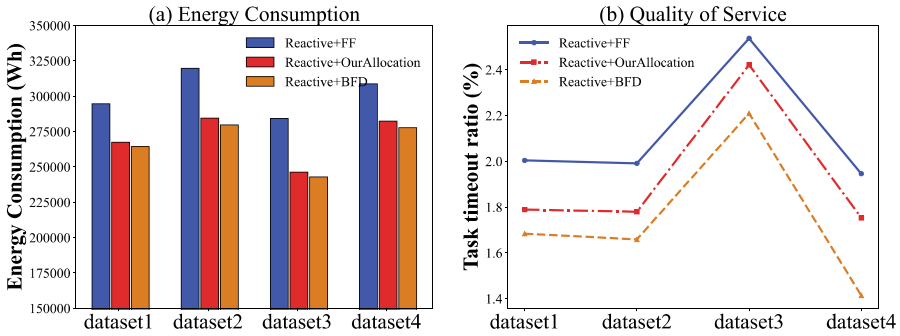 (a) Energy Consumption
Energy Consumption (Wh)
350000
325000
300000
275000
250000
225000
200000
175000
150000
Reactive+FF
Reactive+OurAllocation
Reactive+BFD
dataset1 dataset2 dataset3 dataset4
(b) Quality of Service
Task timeout ratio (%)
2.4
2.2
2.0
1.8
1.6
1.4
Reactive+FF
Reactive+OurAllocation
Reactive+BFD
dataset1 dataset2 dataset3 dataset4